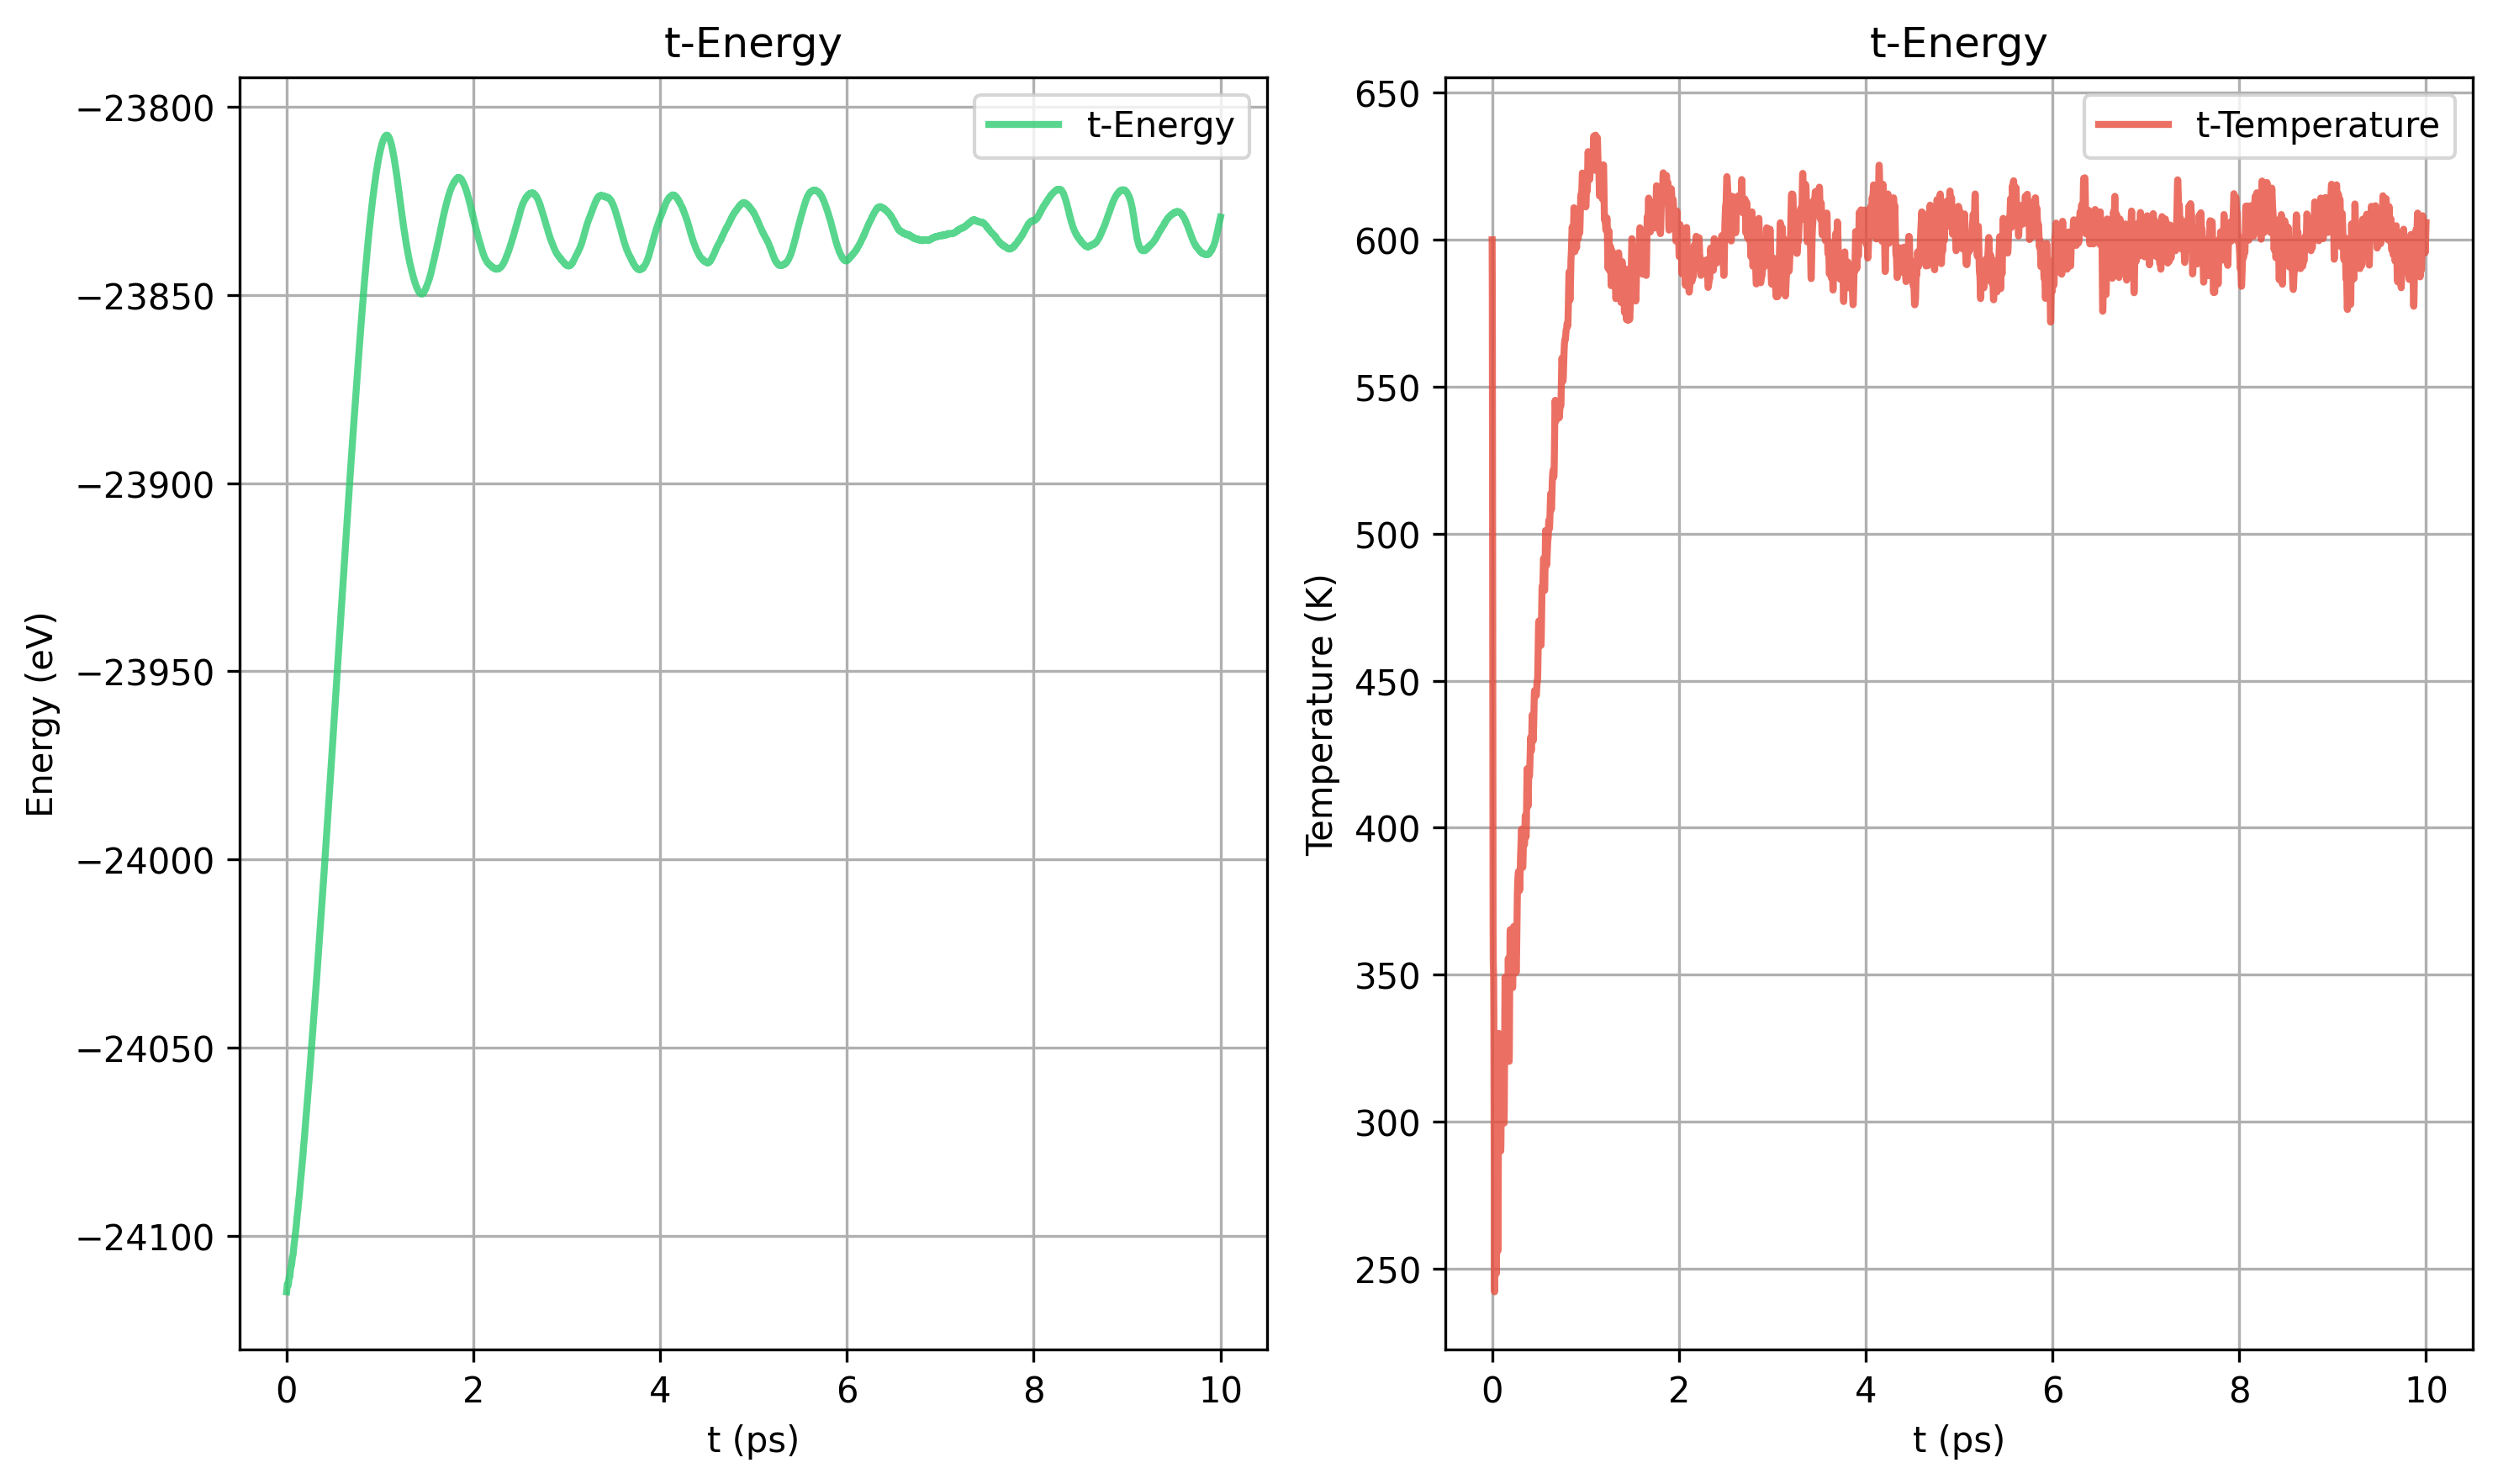 t-Energy
t-Energy
−23800
−23850
−23900
−23950
−24000
−24050
−24100
Energy (eV)
0 2 4 6 8 10
t (ps)
t-Energy
t-Temperature
650
600
550
500
450
400
350
300
250
Temperature (K)
0 2 4 6 8 10
t (ps)